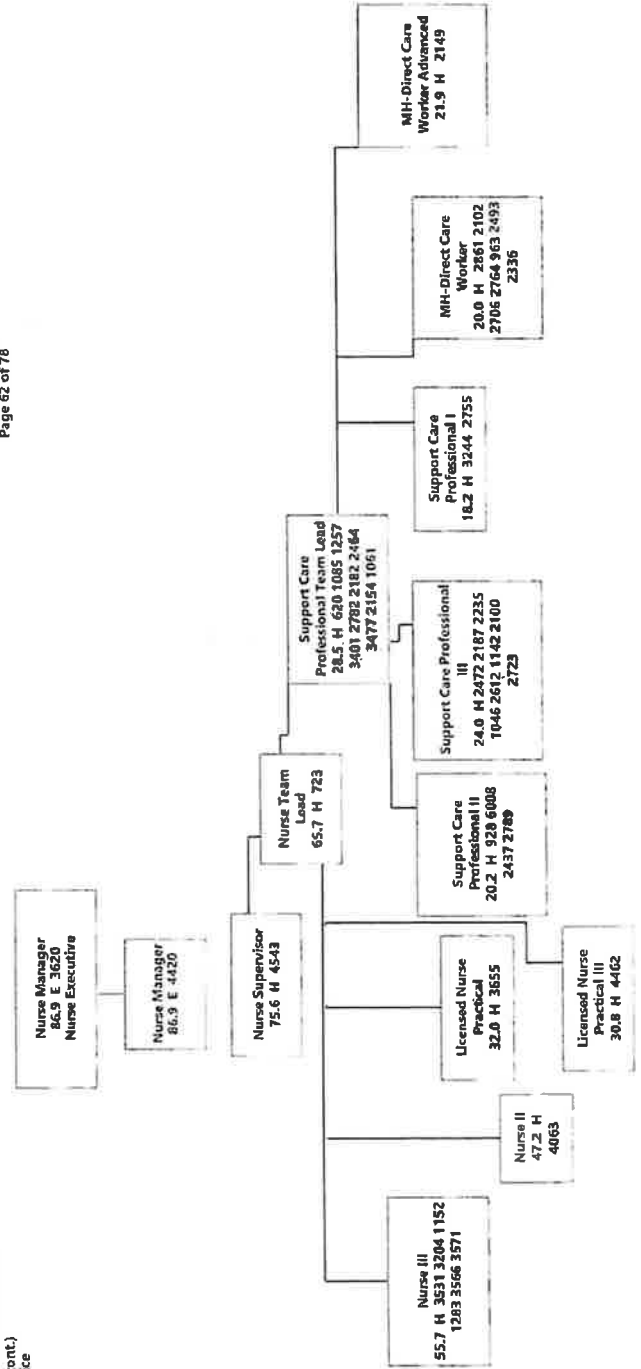 ont.)
ice
Page 62 of 78
Nurse Manager
86.9 E 3620
Nurse Executive
Nurse Manager
86.9 E 4420
Nurse Supervisor
75.6 H 4543
Nurse Team
Lead
65.7 H 723
Support Care
Professional Team Lead
28.5 H 620 1085 1257
3401 2782 2182 2464
3477 2154 1061
Nurse III
55.7 H 3531 3204 1152
1283 3566 3571
Nurse II
47.2 H
4063
Licensed Nurse
Practical
32.0 H 3655
Licensed Nurse
Practical III
30.8 H 4462
Support Care
Professional II
20.2 H 928 6008
2437 2789
Support Care Professional
III
24.0 H 2472 2187 2235
1046 2612 1142 2100
2723
Support Care
Professional I
18.2 H 3244 2755
MH-Direct Care
Worker
20.0 H 2861 2102
2706 2764 963 2493
2336
MH-Direct Care
Worker Advanced
21.9 H 2149